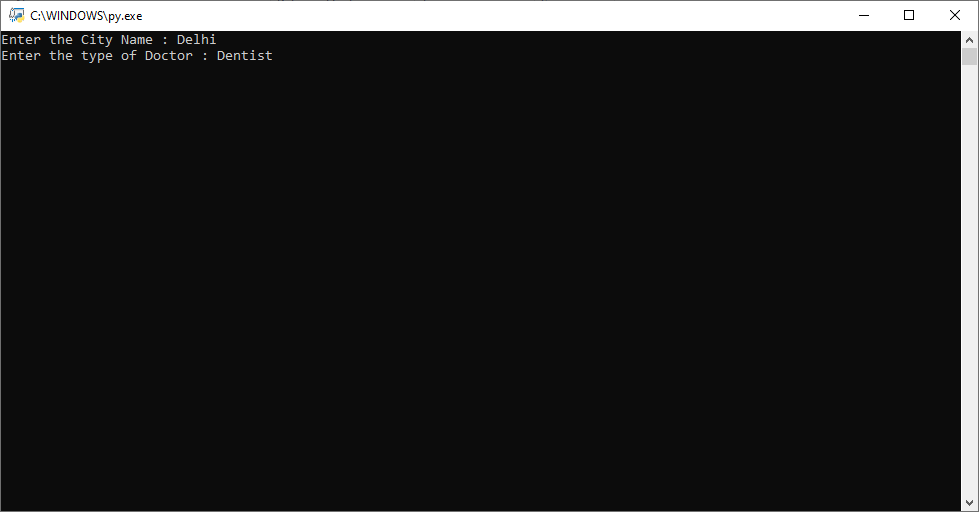 C:\WINDOWS\py.exe
Enter the City Name : Delhi
Enter the type of Doctor : Dentist